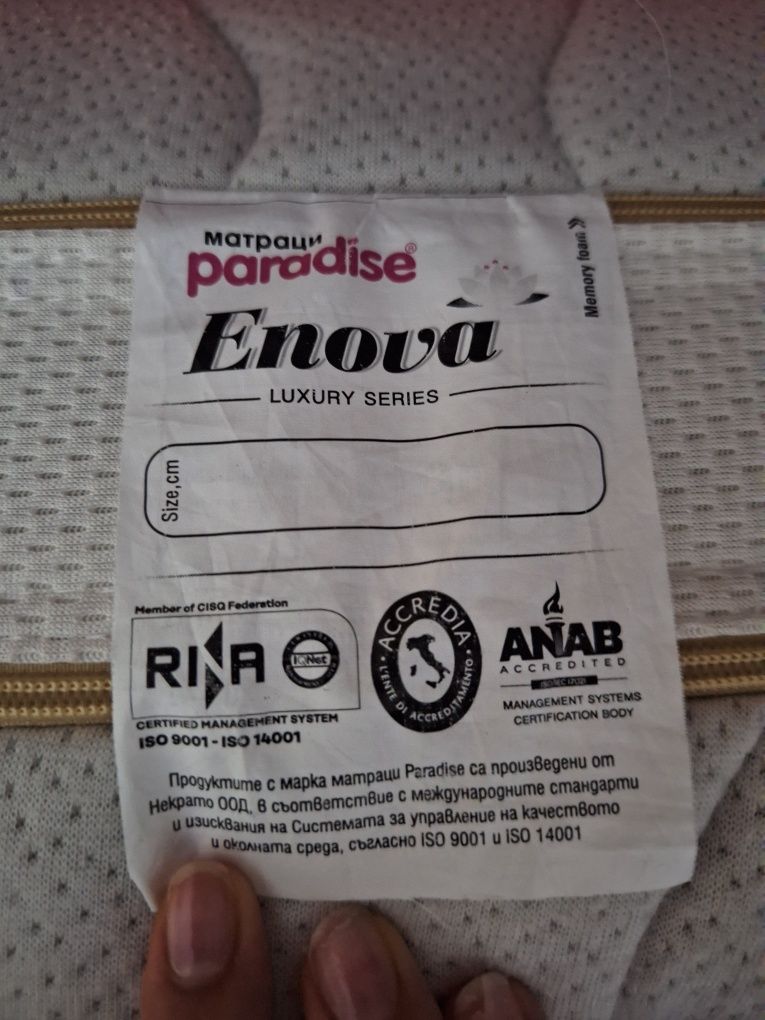 матраци
paradise®
Memory foam »
Enova
LUXURY SERIES
Size,cm
Member of CISQ Federation
RINA
IQNet
CERTIFIED MANAGEMENT SYSTEM
ISO 9001 - ISO 14001
ACCREDIA
L'ENTE DI ACCREDITAMENTO
ANAB
ACCREDITED
ISO/IEC 17021
MANAGEMENT SYSTEMS
CERTIFICATION BODY
Продуктите с марка матраци Paradise са произведени от
Некрато ООД, в съответствие с международните стандарти
и изисквания на Системата за управление на качеството
и околната среда, съгласно ISO 9001 и ISO 14001